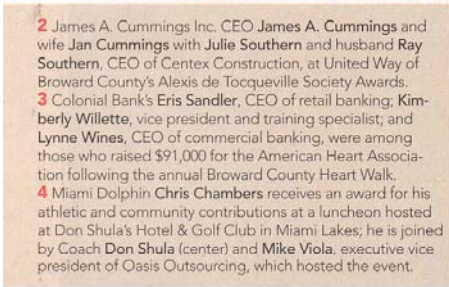 2 James A. Cummings Inc. CEO James A. Cummings and
wife Jan Cummings with Julie Southern and husband Ray
Southern, CEO of Centex Construction, at United Way of
Broward County's Alexis de Tocqueville Society Awards.
3 Colonial Bank's Eris Sandler, CEO of retail banking; Kim-
berly Willette, vice president and training specialist; and
Lynne Wines, CEO of commercial banking, were among
those who raised $91,000 for the American Heart Associa-
tion following the annual Broward County Heart Walk.
4 Miami Dolphin Chris Chambers receives an award for his
athletic and community contributions at a luncheon hosted
at Don Shula's Hotel & Golf Club in Miami Lakes; he is joined
by Coach Don Shula (center) and Mike Viola, executive vice
president of Oasis Outsourcing, which hosted the event.